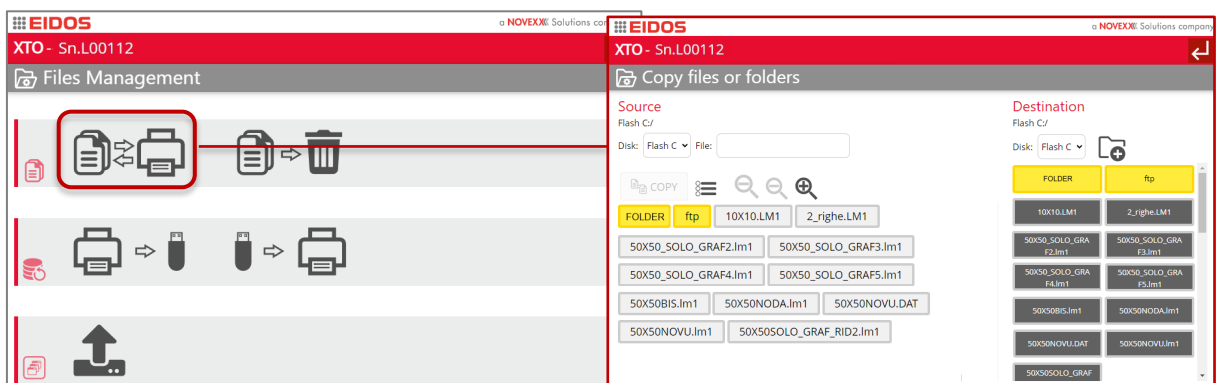 EIDOS
a NOVEXX Solutions com
XTO - Sn.L00112
Files Management
EIDOS
a NOVEXX Solutions company
XTO - Sn.L00112
Copy files or folders
Source
Flash C:/
Disk: Flash C File:
COPY
FOLDER ftp 10X10.LM1 2_righe.LM1
50X50_SOLO_GRAF2.lm1 50X50_SOLO_GRAF3.lm1
50X50_SOLO_GRAF4.lm1 50X50_SOLO_GRAF5.lm1
50X50BIS.lm1 50X50NODA.lm1 50X50NOVU.DAT
50X50NOVU.lm1 50X50SOLO_GRAF_RID2.lm1
Destination
Flash C:/
Disk: Flash C
FOLDER ftp
10X10.LM1 2_righe.LM1
50X50_SOLO_GRA 50X50_SOLO_GRA
F2.lm1 F3.lm1
50X50_SOLO_GRA 50X50_SOLO_GRA
F4.lm1 F5.lm1
50X50BIS.lm1 50X50NODA.lm1
50X50NOVU.DAT 50X50NOVU.lm1
50X50SOLO_GRAF